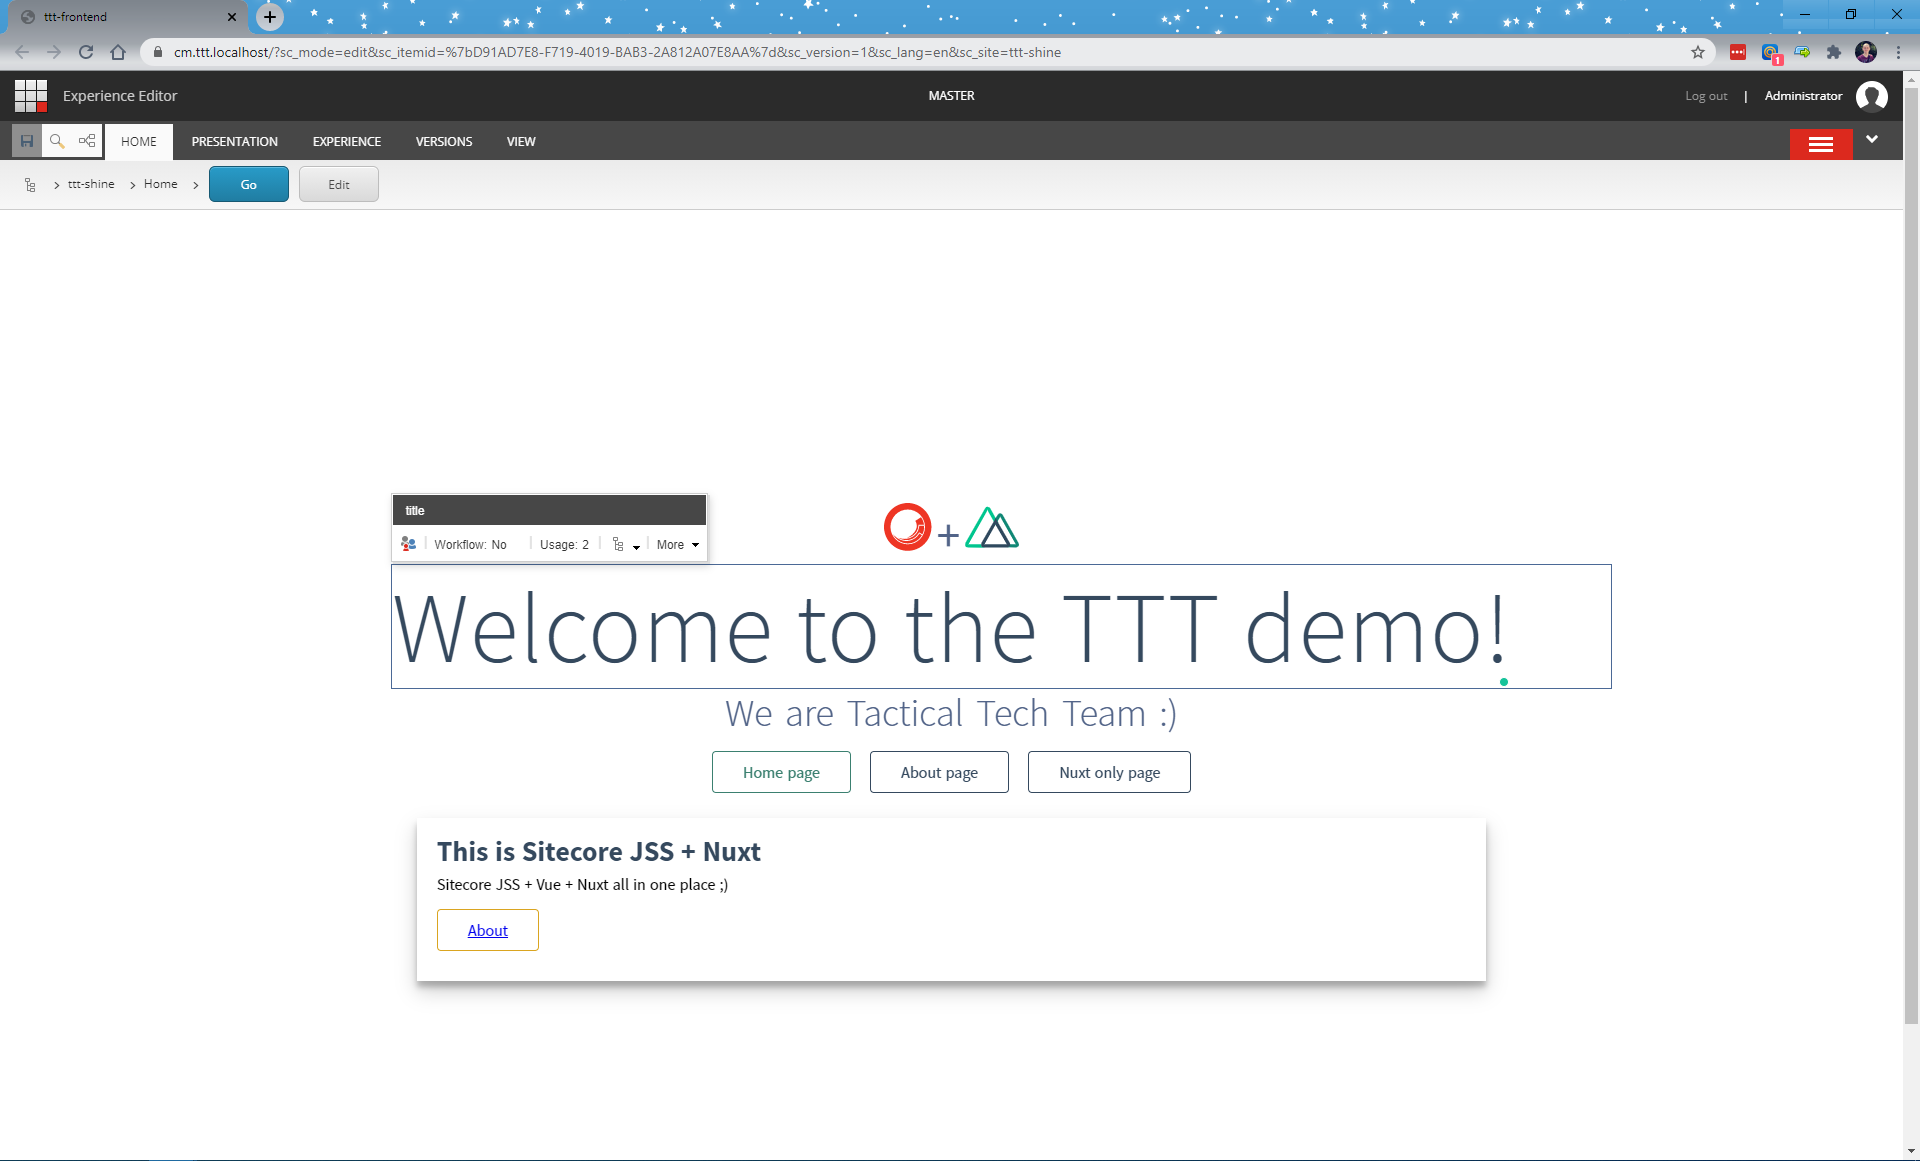 ttt-frontend
cm.ttt.localhost/?sc_mode=edit&sc_itemid=%7bD91AD7E8-F719-4019-BAB3-2A812A07E8AA%7d&sc_version=1&sc_lang=en&sc_site=ttt-shine
1
Experience Editor
MASTER
Log out | Administrator
HOME PRESENTATION EXPERIENCE VERSIONS VIEW
ttt-shine > Home > Go Edit
title
Workflow: No Usage: 2 More
+
Welcome to the TTT demo!
We are Tactical Tech Team :)
Home page About page Nuxt only page
This is Sitecore JSS + Nuxt
Sitecore JSS + Vue + Nuxt all in one place ;)
About